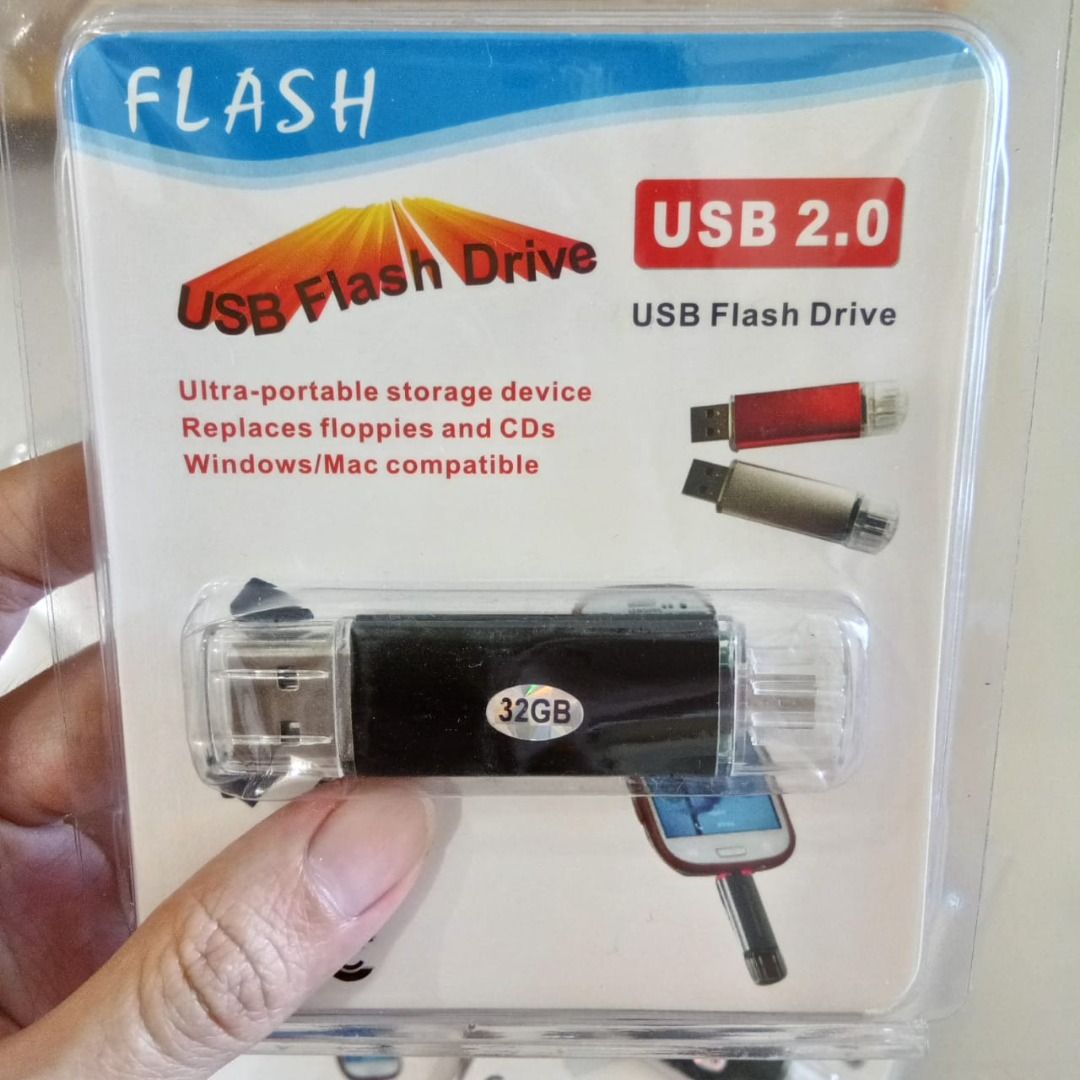 FLASH
USB Flash Drive
USB 2.0
USB Flash Drive
Ultra-portable storage device
Replaces floppies and CDs
Windows/Mac compatible
32GB